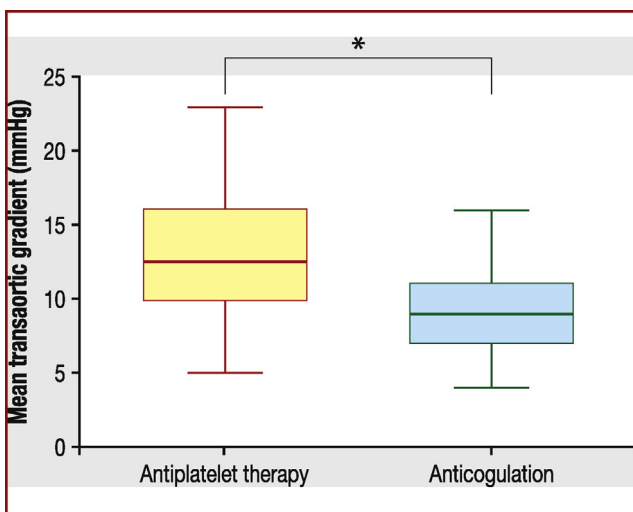 *
25
Mean transaortic gradient (mmHg)
20
15
10
5
0
Antiplatelet therapy
Anticogulation